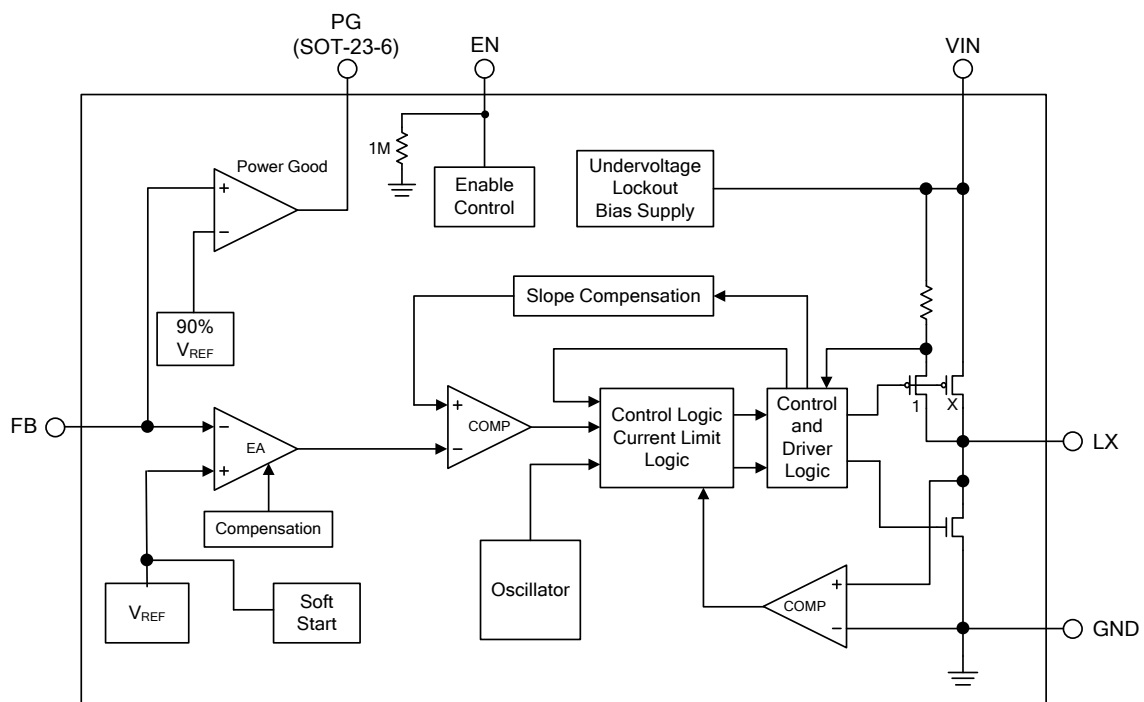 PG
(SOT-23-6)
EN
VIN
Power Good
+
−
1M
Enable
Control
Undervoltage
Lockout
Bias Supply
90%
VREF
Slope Compensation
FB
−
EA
+
Compensation
+
COMP
−
Control Logic
Current Limit
Logic
Control
and
Driver
Logic
1
X
LX
VREF
Soft
Start
Oscillator
+
COMP
−
GND